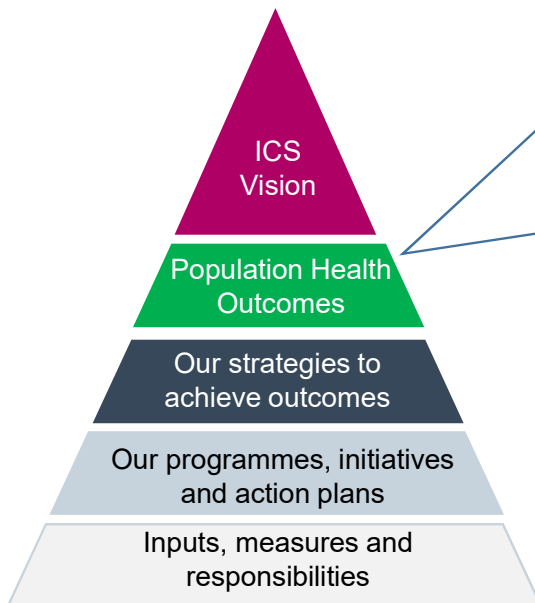 ICS
Vision
Population Health
Outcomes
Our strategies to
achieve outcomes
Our programmes, initiatives
and action plans
Inputs, measures and
responsibilities